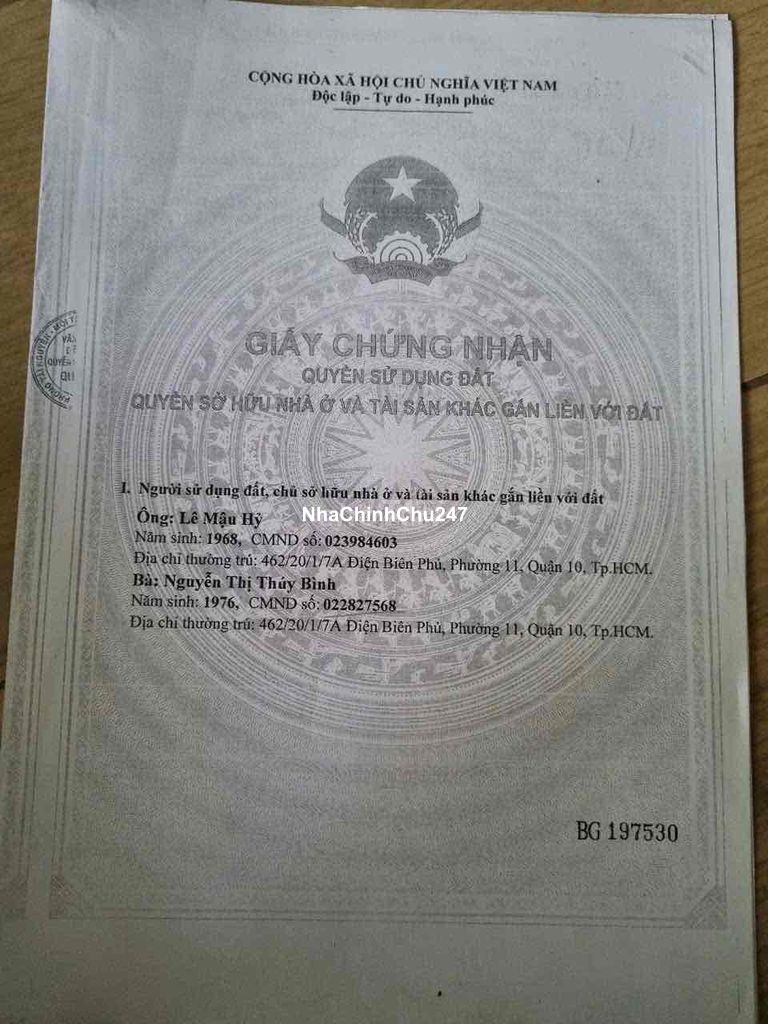 CỘNG HÒA XÃ HỘI CHỦ NGHĨA VIỆT NAM
Độc lập - Tự do - Hạnh phúc
GIẤY CHỨNG NHẬN
QUYỀN SỬ DỤNG ĐẤT
QUYỀN SỞ HỮU NHÀ Ở VÀ TÀI SẢN KHÁC GẮN LIỀN VỚI ĐẤT
I. Người sử dụng đất, chủ sở hữu nhà ở và tài sản khác gắn liền với đất
NhaChinhChu247
Ông: Lê Mậu Hỷ
Năm sinh: 1968, CMND số: 023984603
Địa chỉ thường trú: 462/20/1/7A Điện Biên Phủ, Phường 11, Quận 10, Tp.HCM.
Bà: Nguyễn Thị Thúy Bình
Năm sinh: 1976, CMND số: 022827568
Địa chỉ thường trú: 462/20/1/7A Điện Biên Phủ, Phường 11, Quận 10, Tp.HCM.
BG 197530